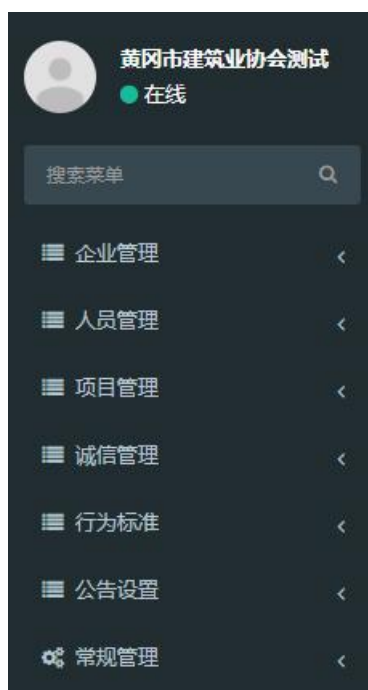 黄冈市建筑业协会测试
在线
搜索菜单
企业管理
人员管理
项目管理
诚信管理
行为标准
公告设置
常规管理